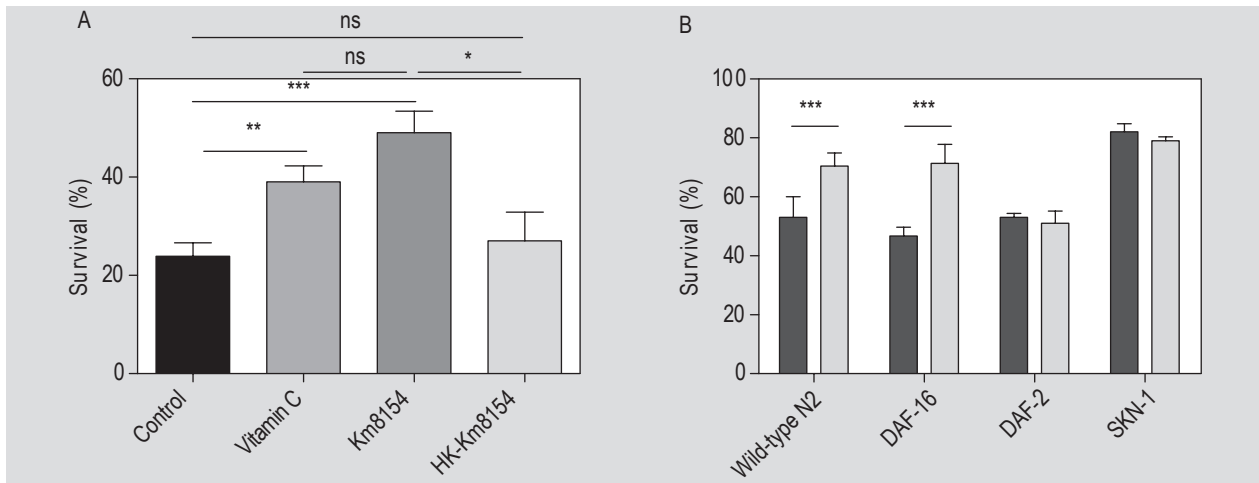 A
ns
ns
*
***
**
Survival (%)
60
40
20
0
Control
Vitamin C
Km8154
HK-Km8154
B
***
***
Survival (%)
100
80
60
40
20
0
Wild-type N2
DAF-16
DAF-2
SKN-1